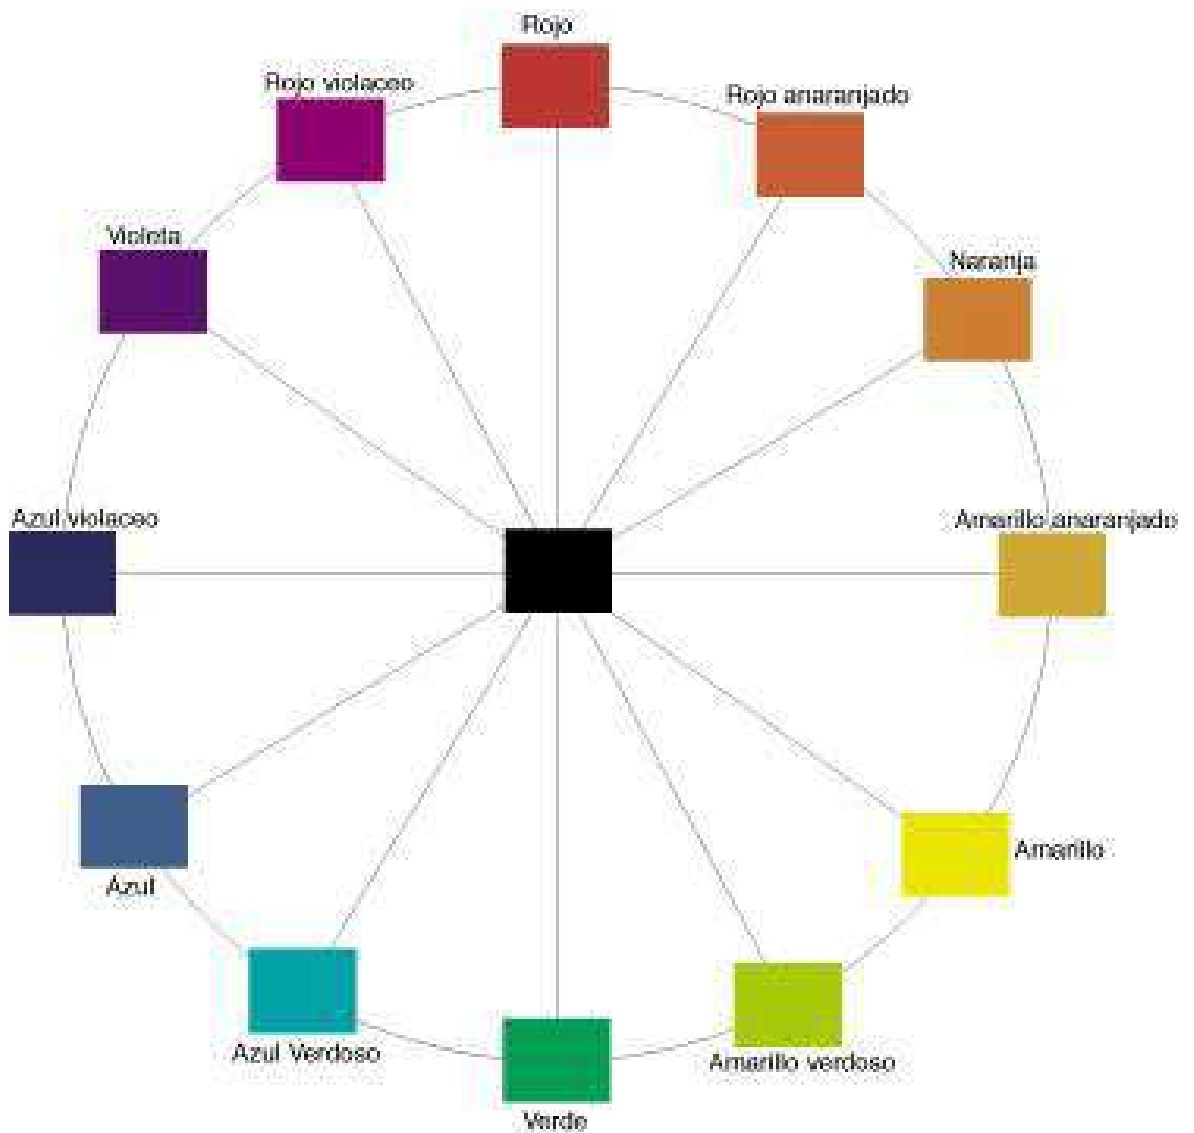 Rojo
Rojo violaceo
Rojo anaranjado
Violeta
Naranja
Azul violaceo
Amarillo anaranjado
Amarillo
Azul
Azul Verdoso
Amarillo verdoso
Verde